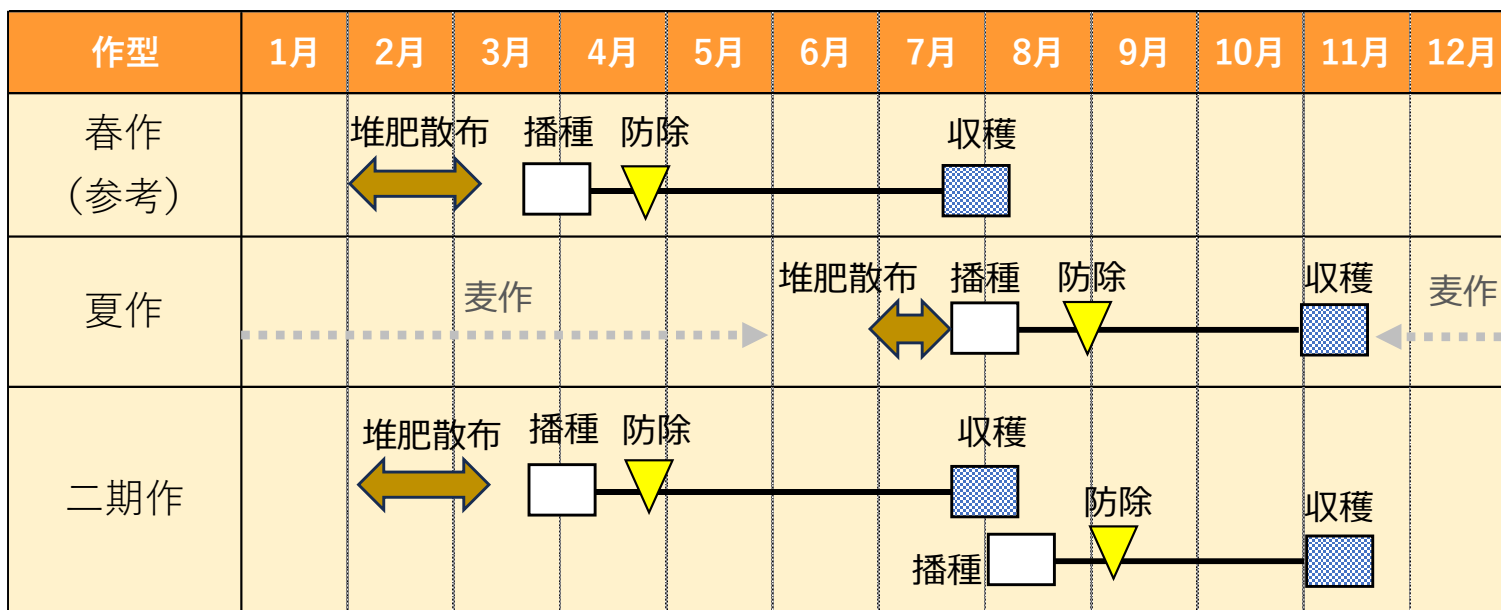 作型 1月 2月 3月 4月 5月 6月 7月 8月 9月 10月 11月 12月
春作
（参考）
堆肥散布 播種 防除 収穫
夏作
麦作 堆肥散布 播種 防除 収穫 麦作
二期作
堆肥散布 播種 防除 収穫
播種 防除 収穫